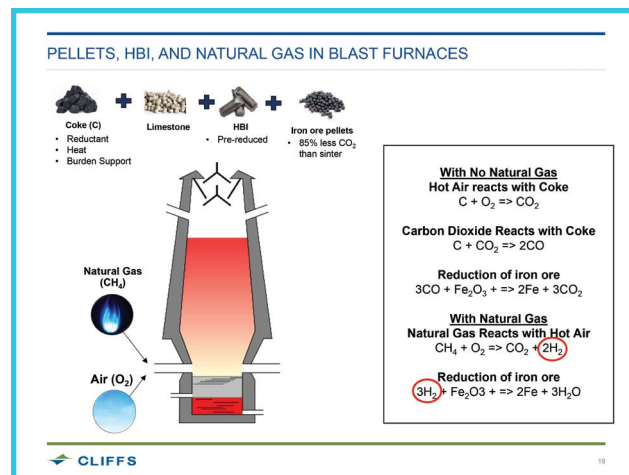 PELLETS, HBI, AND NATURAL GAS IN BLAST FURNACES
Coke (C)
• Reductant
• Heat
• Burden Support
Limestone
HBI
• Pre-reduced
Iron ore pellets
• 85% less CO₂
than sinter
Natural Gas
(CH₄)
Air (O₂)
With No Natural Gas
Hot Air reacts with Coke
C + O₂ => CO₂
Carbon Dioxide Reacts with Coke
C + CO₂ => 2CO
Reduction of iron ore
3CO + Fe₂O₃ + => 2Fe + 3CO₂
With Natural Gas
Natural Gas Reacts with Hot Air
CH₄ + O₂ => CO₂ + 2H₂
Reduction of iron ore
3H₂ + Fe2O3 + => 2Fe + 3H₂O
CLIFFS
19